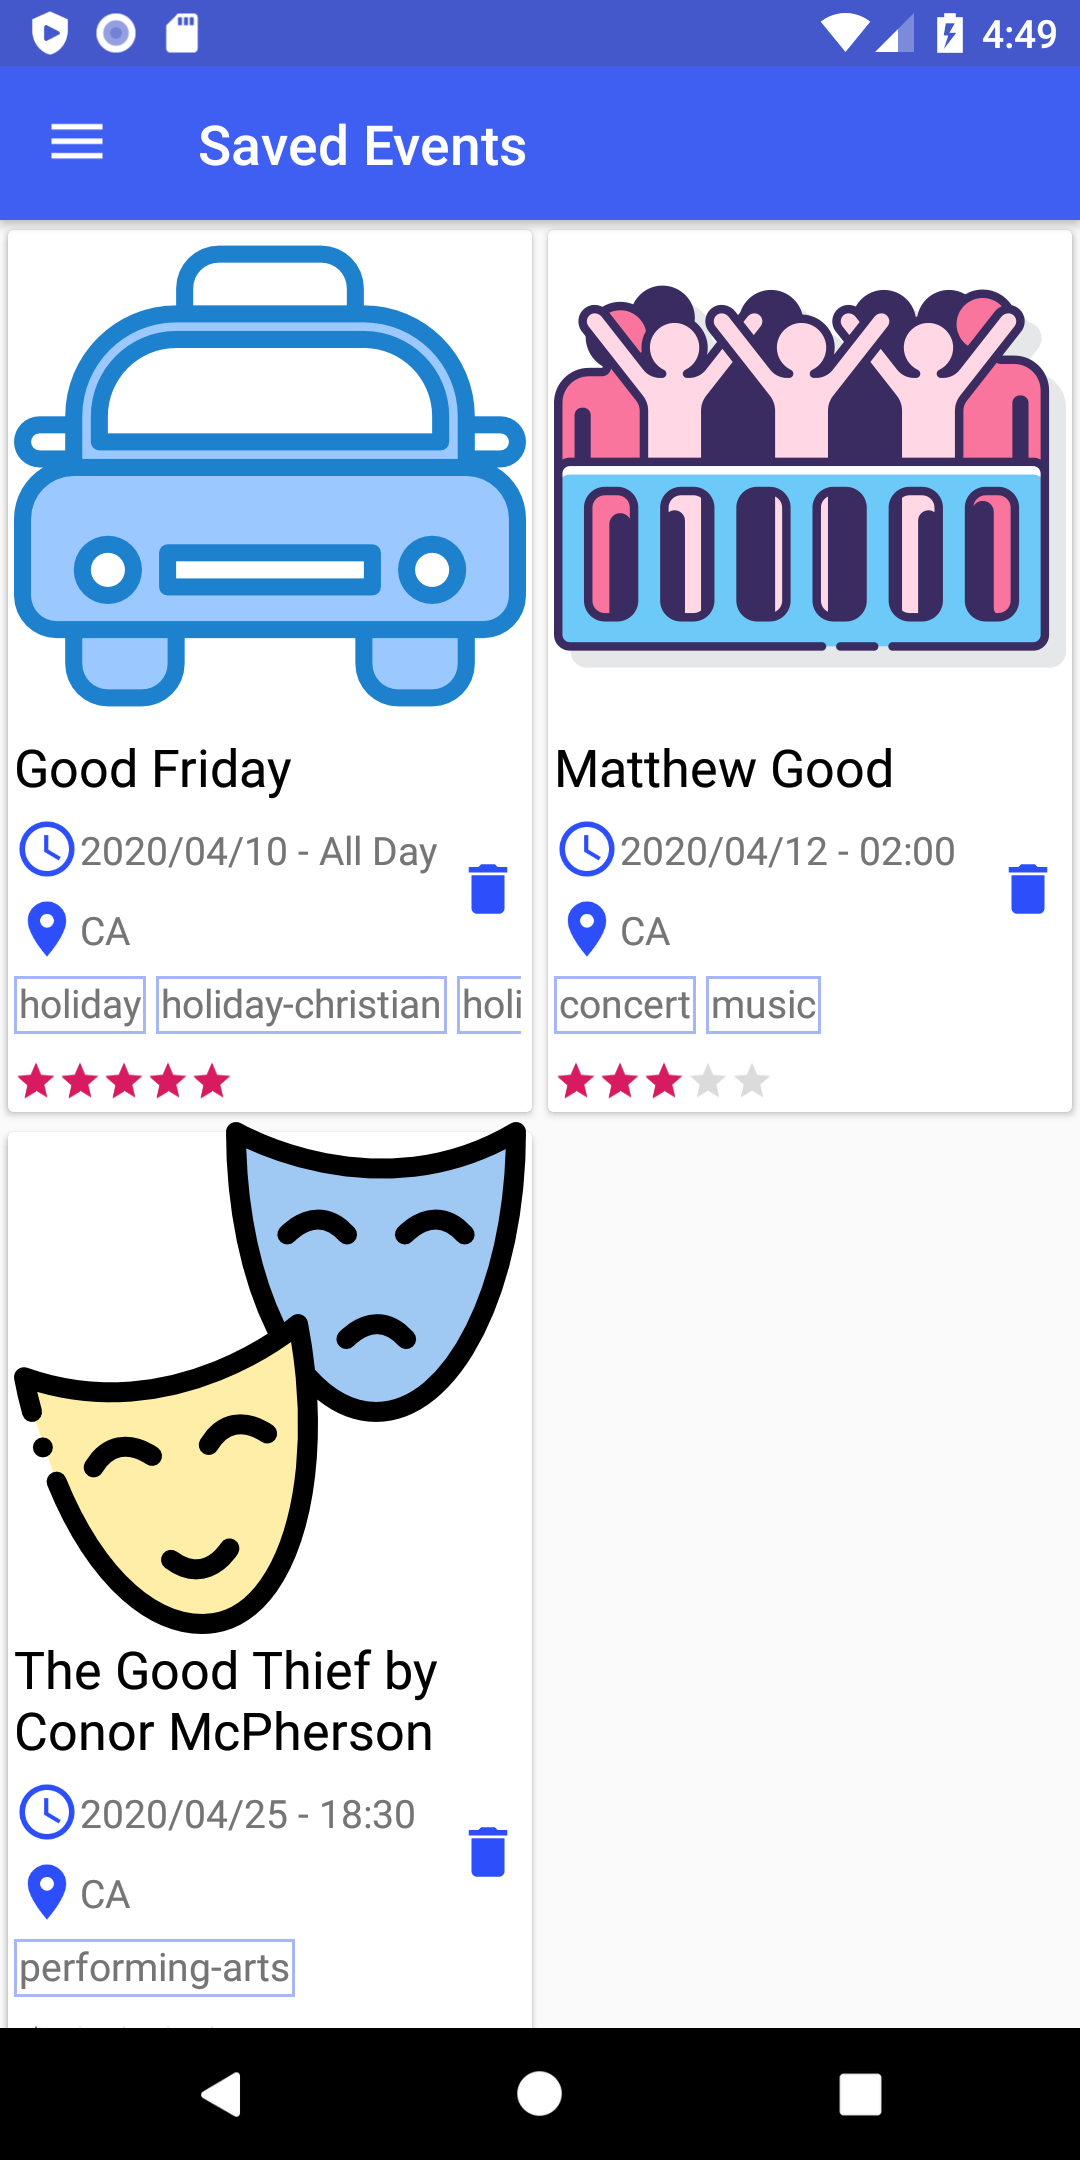 4:49
Saved Events
Good Friday
2020/04/10 - All Day
CA
holiday holiday-christian holi
Matthew Good
2020/04/12 - 02:00
CA
concert music
The Good Thief by
Conor McPherson
2020/04/25 - 18:30
CA
performing-arts